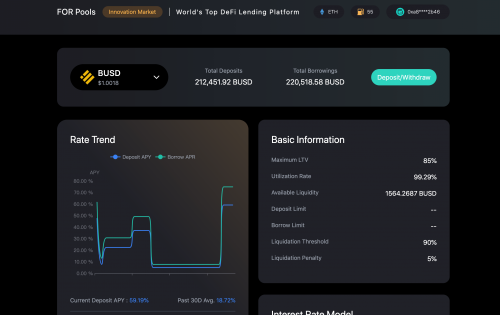 FOR Pools Innovation Market | World's Top DeFi Lending Platform ETH 55 0xa8****2b46
BUSD
$1.0016
Total Deposits
212,451.92 BUSD
Total Borrowings
220,518.58 BUSD
Deposit/Withdraw
Rate Trend
Deposit APY Borrow APR
APY
80.00 %
70.00 %
60.00 %
50.00 %
40.00 %
30.00 %
20.00 %
10.00 %
0.00 %
Current Deposit APY : 59.19% Past 30D Avg. 18.72%
Basic Information
Maximum LTV 85%
Utilization Rate 99.29%
Available Liquidity 1564.2687 BUSD
Deposit Limit --
Borrow Limit --
Liquidation Threshold 90%
Liquidation Penalty 5%
Interest Rate Model